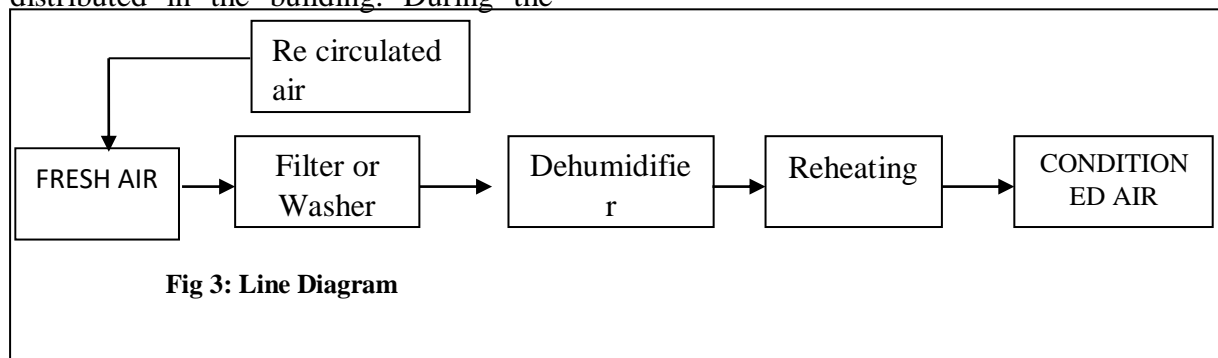 distributed in the building. During the
Re circulated
air
FRESH AIR
Filter or
Washer
Dehumidifie
r
Reheating
CONDITION
ED AIR
Fig 3: Line Diagram